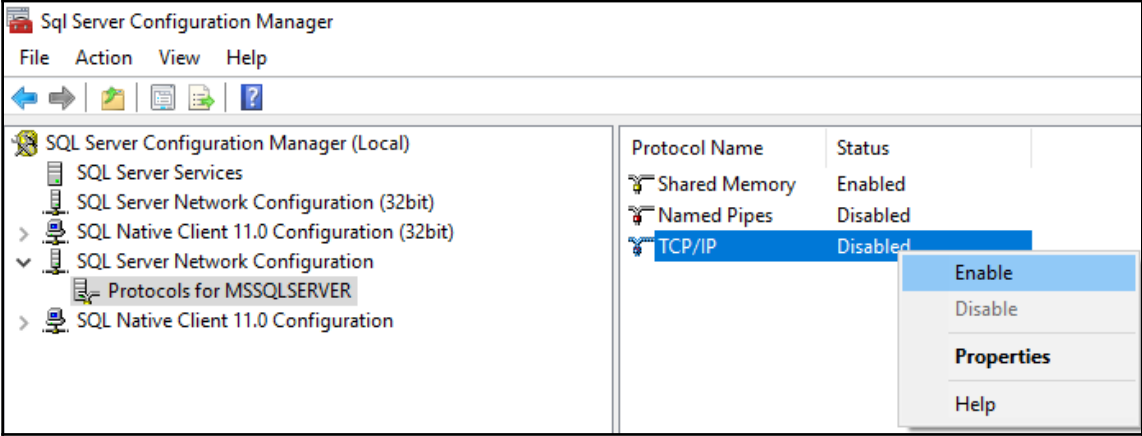 Sql Server Configuration Manager
File Action View Help
SQL Server Configuration Manager (Local)
SQL Server Services
SQL Server Network Configuration (32bit)
SQL Native Client 11.0 Configuration (32bit)
SQL Server Network Configuration
Protocols for MSSQLSERVER
SQL Native Client 11.0 Configuration
Protocol Name Status
Shared Memory Enabled
Named Pipes Disabled
TCP/IP Disabled
Enable
Disable
Properties
Help